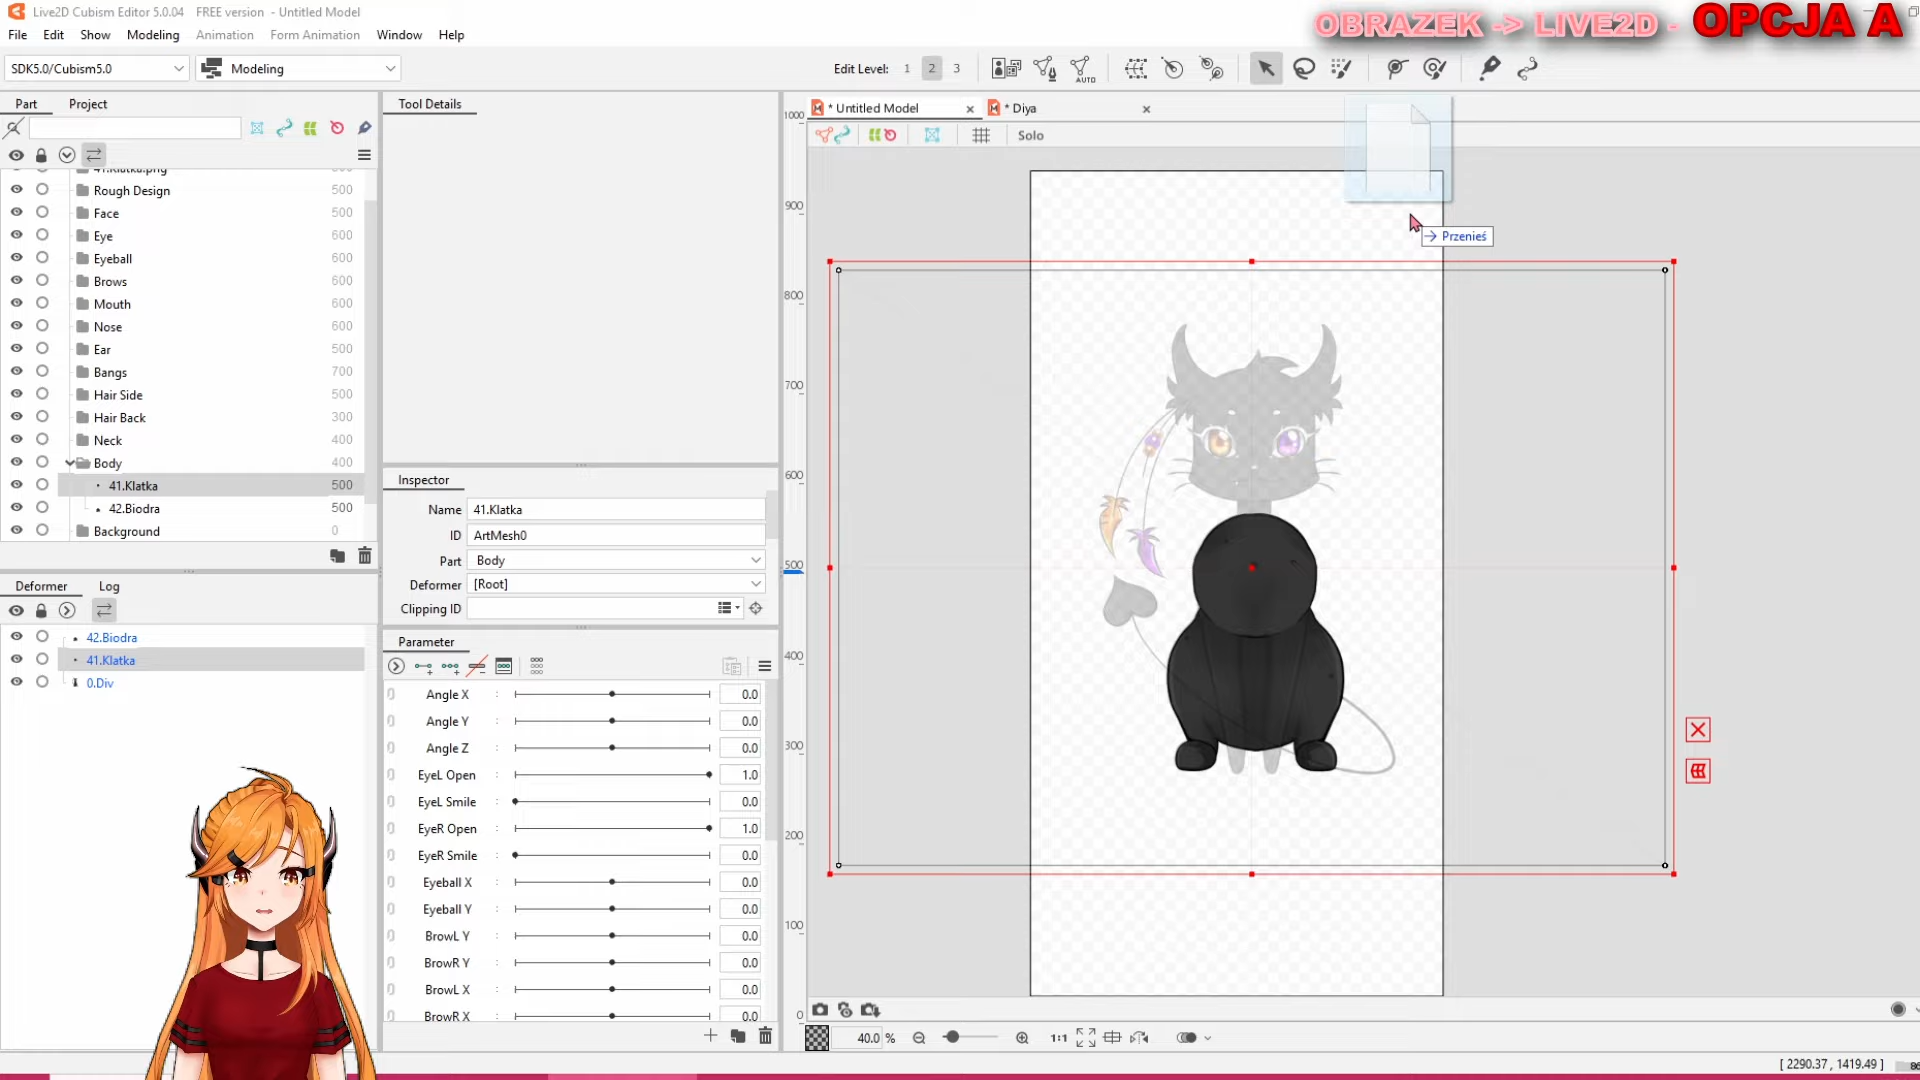 Live2D Cubism Editor 5.0.04 FREE version - Untitled Model
OBRAZEK -> LIVE2D - OPCJA A
File Edit Show Modeling Animation Form Animation Window Help
SDK5.0/Cubism5.0 Modeling Edit Level: 1 2 3 AUTO
Part Project
Tool Details
* Untitled Model * Diya
Solo
41.Klatka.png
Rough Design 500
Face 500
Eye 600
Eyeball 600
Brows 600
Mouth 600
Nose 600
Ear 500
Bangs 700
Hair Side 500
Hair Back 300
Neck 400
Body 400
41.Klatka 500
42.Biodra 500
Background 0
Deformer Log
42.Biodra
41.Klatka
0.Div
Inspector
Name 41.Klatka
ID ArtMesh0
Part Body
Deformer [Root]
Clipping ID
Parameter
Angle X : 0.0
Angle Y : 0.0
Angle Z : 0.0
EyeL Open : 1.0
EyeL Smile : 0.0
EyeR Open : 1.0
EyeR Smile : 0.0
Eyeball X : 0.0
Eyeball Y : 0.0
BrowL Y : 0.0
BrowR Y : 0.0
BrowL X : 0.0
BrowR X : 0.0
1000
900
800
700
600
500
400
300
200
100
0
Przenieś
40.0 % 1:1
[ 2290.37 , 1419.49 ]